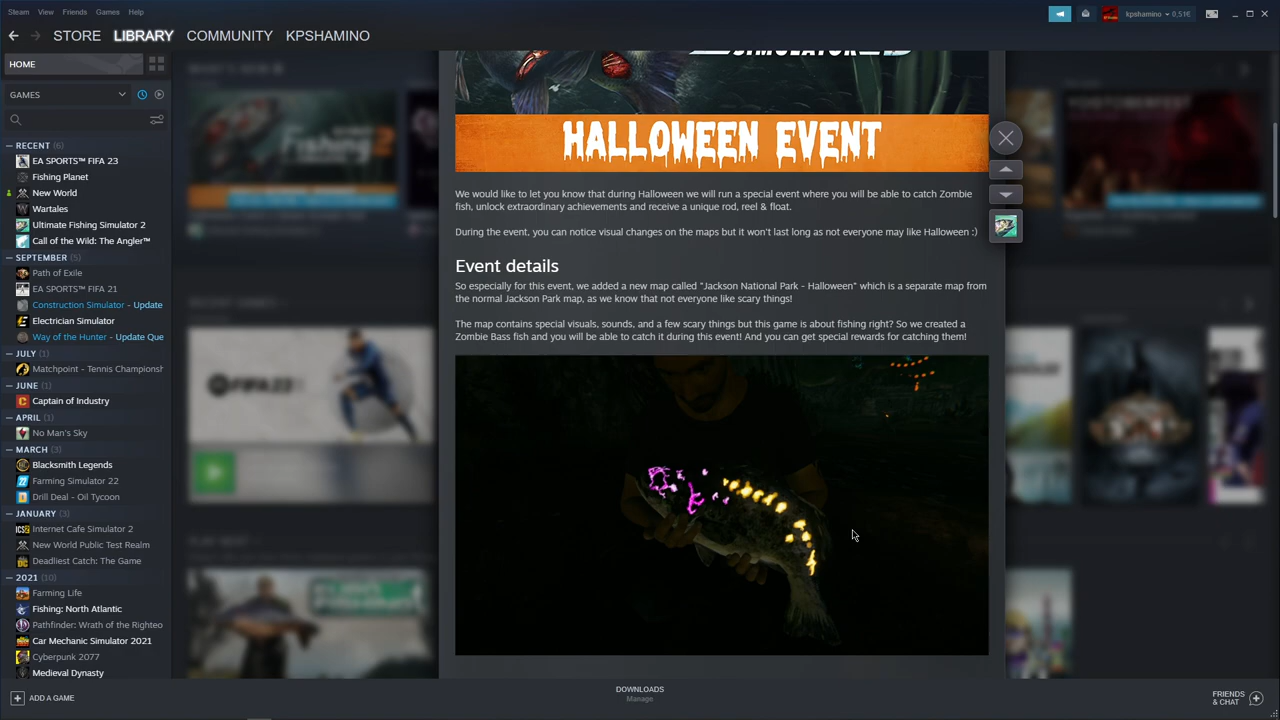 Steam View Friends Games Help
kpshamino 0,51€
STORE LIBRARY COMMUNITY KPSHAMINO
HOME
GAMES
RECENT (6)
EA SPORTS™ FIFA 23
Fishing Planet
New World
Wartales
Ultimate Fishing Simulator 2
Call of the Wild: The Angler™
SEPTEMBER (5)
Path of Exile
EA SPORTS™ FIFA 21
Construction Simulator - Update
Electrician Simulator
Way of the Hunter - Update Que
JULY (1)
Matchpoint - Tennis Championsh
JUNE (1)
Captain of Industry
APRIL (1)
No Man's Sky
MARCH (3)
Blacksmith Legends
Farming Simulator 22
Drill Deal - Oil Tycoon
JANUARY (3)
Internet Cafe Simulator 2
New World Public Test Realm
Deadliest Catch: The Game
2021 (10)
Farming Life
Fishing: North Atlantic
Pathfinder: Wrath of the Righteo
Car Mechanic Simulator 2021
Cyberpunk 2077
Medieval Dynasty
HALLOWEEN EVENT
We would like to let you know that during Halloween we will run a special event where you will be able to catch Zombie
fish, unlock extraordinary achievements and receive a unique rod, reel & float.
During the event, you can notice visual changes on the maps but it won't last long as not everyone may like Halloween :)
Event details
So especially for this event, we added a new map called "Jackson National Park - Halloween" which is a separate map from
the normal Jackson Park map, as we know that not everyone like scary things!
The map contains special visuals, sounds, and a few scary things but this game is about fishing right? So we created a
Zombie Bass fish and you will be able to catch it during this event! And you can get special rewards for catching them!
ADD A GAME
DOWNLOADS
Manage
FRIENDS
& CHAT